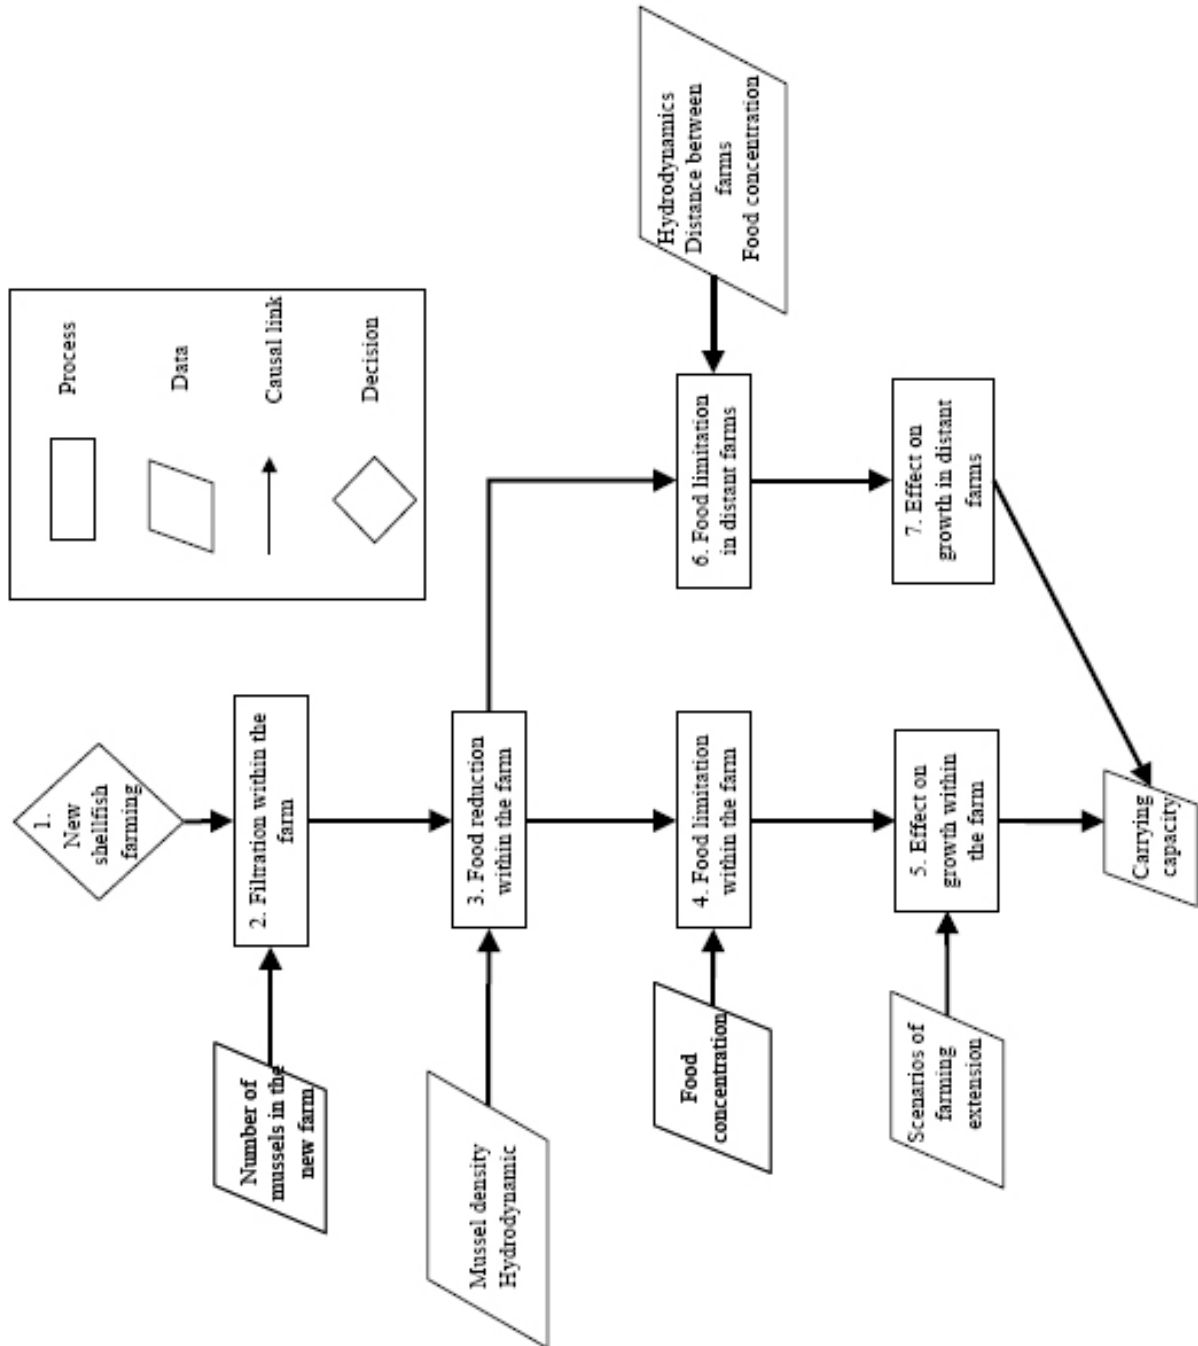 1.
New
shellfish
farming
2. Filtration within the
farm
Number of
mussels in the
new farm
3. Food reduction
within the farm
Mussel density
Hydrodynamic
4. Food limitation
within the farm
Food
concentration
5. Effect on
growth within
the farm
Scenarios of
farming
extension
6. Food limitation
in distant farms
Hydrodynamics
Distance between
farms
Food concentration
7. Effect on
growth in distant
farms
Carrying
capacity
Process
Data
Causal link
Decision